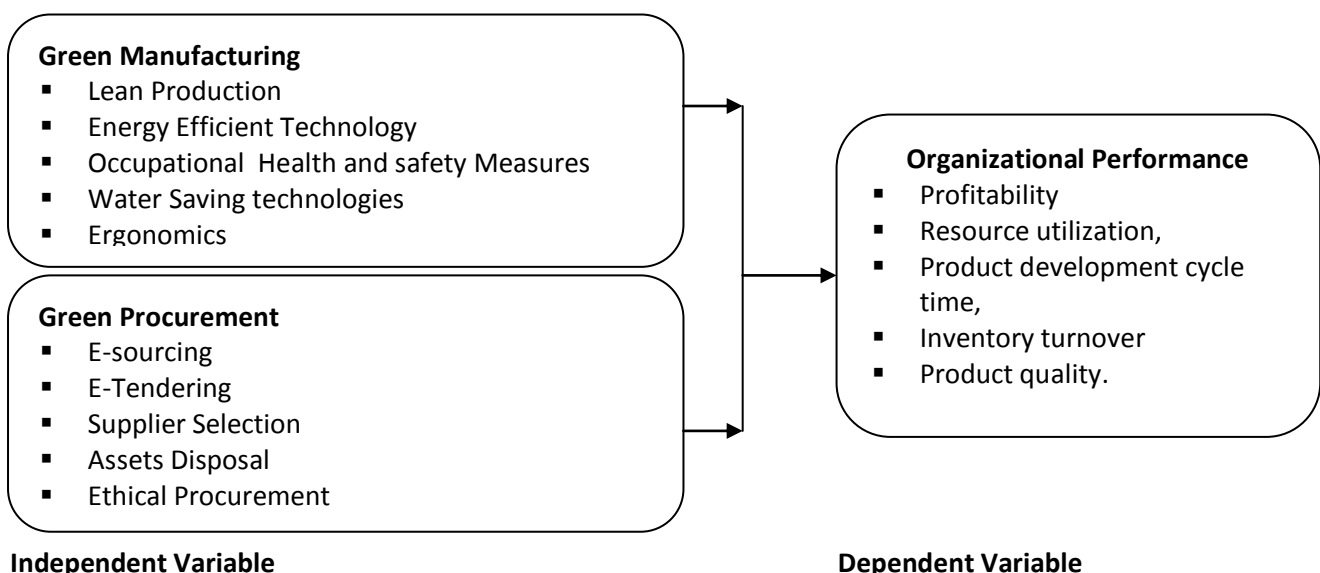 Green Manufacturing
▪ Lean Production
▪ Energy Efficient Technology
▪ Occupational Health and safety Measures
▪ Water Saving technologies
▪ Ergonomics
Green Procurement
▪ E-sourcing
▪ E-Tendering
▪ Supplier Selection
▪ Assets Disposal
▪ Ethical Procurement
Organizational Performance
▪ Profitability
▪ Resource utilization,
▪ Product development cycle
time,
▪ Inventory turnover
▪ Product quality.
Independent Variable
Dependent Variable